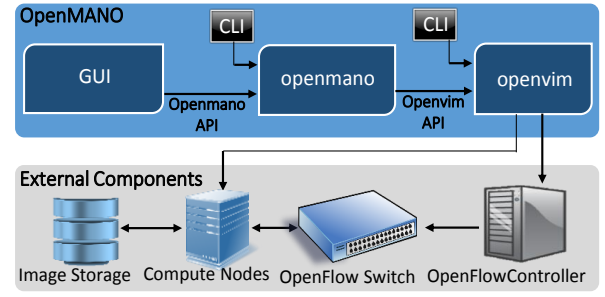 OpenMANO
CLI
CLI
GUI
openmano
openvim
Openmano
API
Openvim
API
External Components
Image Storage
Compute Nodes
OpenFlow Switch
OpenFlowController